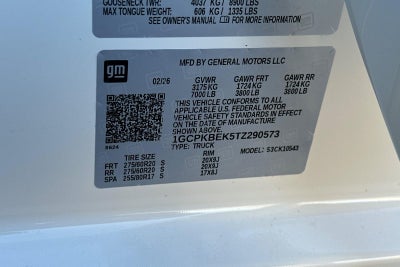 GOOSENECK TWR: 4037 KG / 8900 LBS
MAX TONGUE WEIGHT: 606 KG / 1335 LBS
SEE OWNER'S MANUAL FOR MORE INFORMATION
gm
MFD BY GENERAL MOTORS LLC
02/26 GVWR GAWR FRT GAWR RR
3175 KG 1724 KG 1724 KG
7000 LB 3800 LB 3800 LB
THIS VEHICLE CONFORMS TO ALL
APPLICABLE U.S. FEDERAL MOTOR
VEHICLE SAFETY
STANDARDS IN EFFECT ON THE DATE OF
MANUFACTURE SHOWN ABOVE.
1GCPKBEK5TZ290573
TYPE: TRUCK MODEL: 53CK10543
TIRE SIZE RIM
FRT 275/60R20 S 20X9J
RR 275/60R20 S 20X9J
SPA 255/80R17 S 17X8J